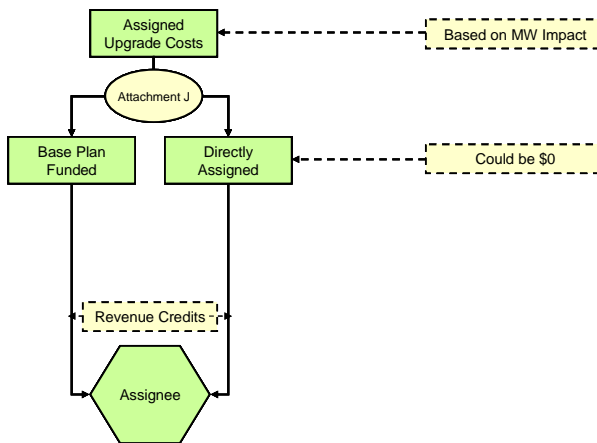 Assigned
Upgrade Costs
Based on MW Impact
Attachment J
Base Plan
Funded
Directly
Assigned
Could be $0
Revenue Credits
Assignee